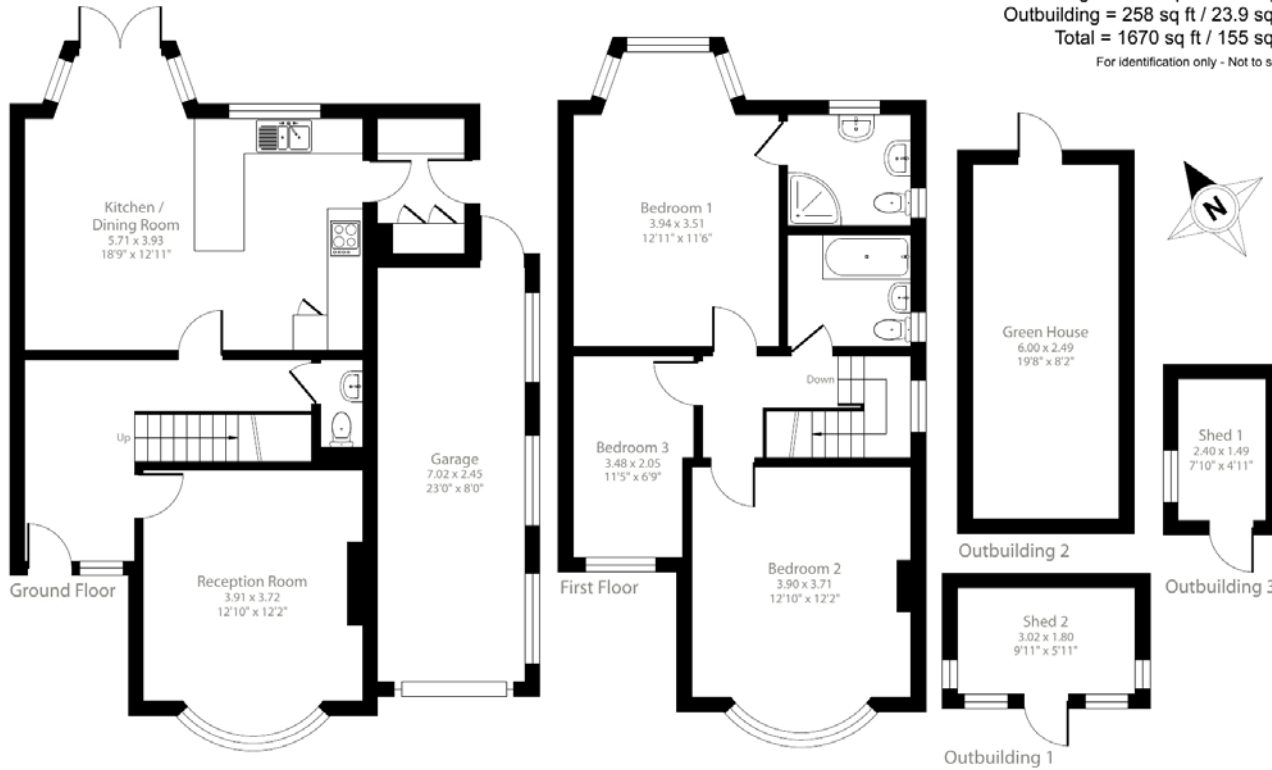 Outbuilding = 258 sq ft / 23.9 sq
Total = 1670 sq ft / 155 sq
For identification only - Not to s
Kitchen /
Dining Room
5.71 x 3.93
18'9" x 12'11"
Up
Reception Room
3.91 x 3.72
12'10" x 12'2"
Garage
7.02 x 2.45
23'0" x 8'0"
Ground Floor
Bedroom 1
3.94 x 3.51
12'11" x 11'6"
Down
Bedroom 3
3.48 x 2.05
11'5" x 6'9"
Bedroom 2
3.90 x 3.71
12'10" x 12'2"
First Floor
N
Green House
6.00 x 2.49
19'8" x 8'2"
Outbuilding 2
Shed 1
2.40 x 1.49
7'10" x 4'11"
Outbuilding 3
Shed 2
3.02 x 1.80
9'11" x 5'11"
Outbuilding 1